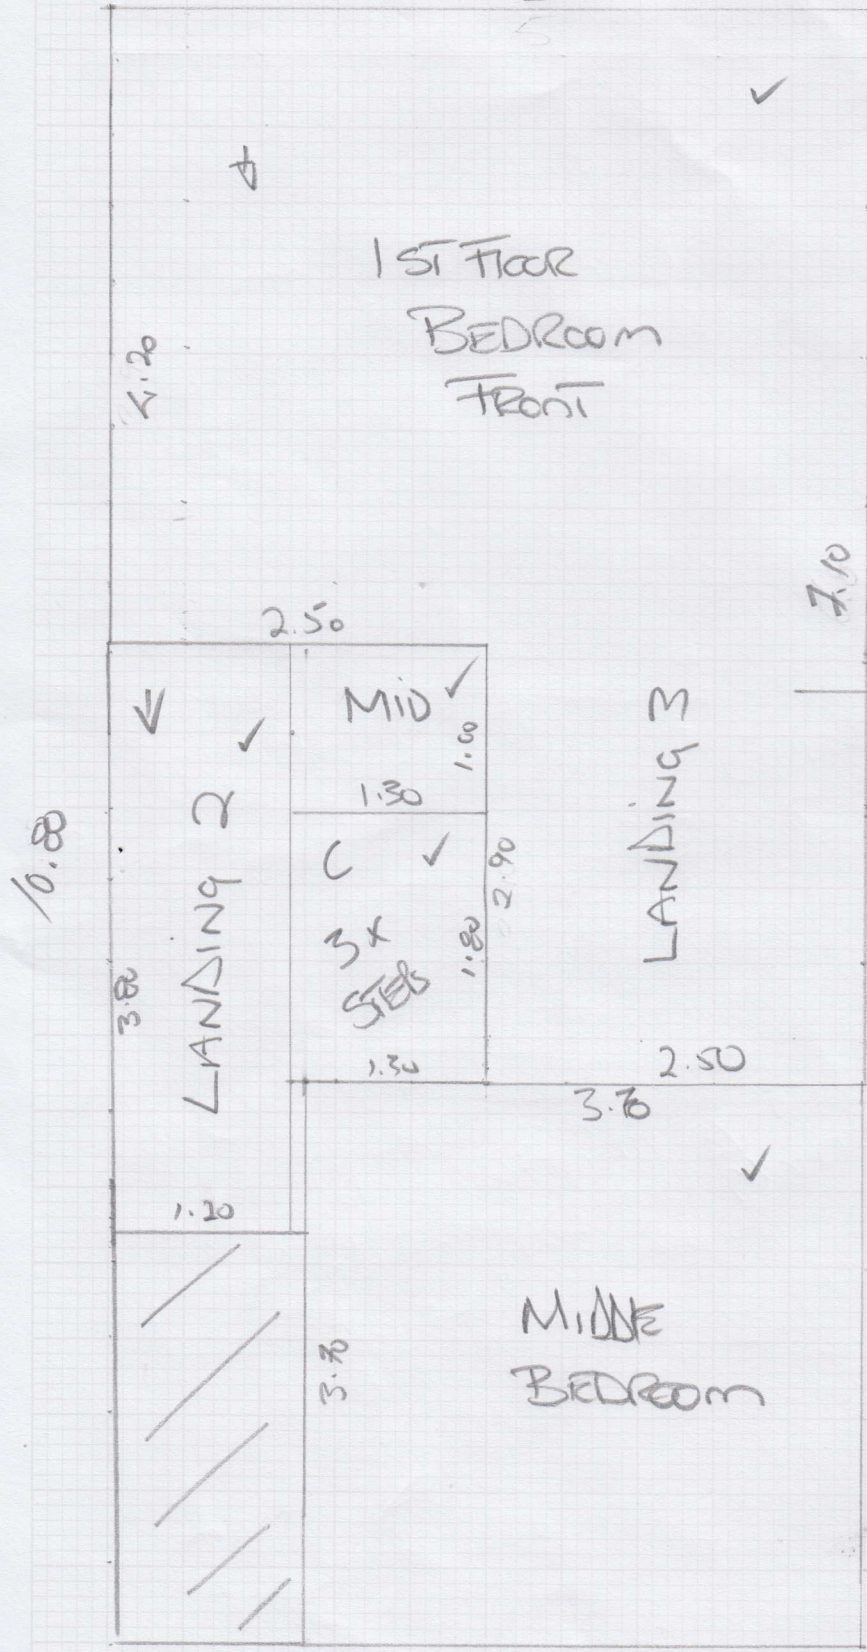 1ST FLOOR
BEDROOM
FRONT
4.20
7.10
2.50
MID
1.00
1.30
LANDING 2
LANDING 3
C
3x
STEPS
2.90
1.80
1.30
10.80
3.80
2.50
3.70
1.20
MIDDLE
BEDROOM
3.70